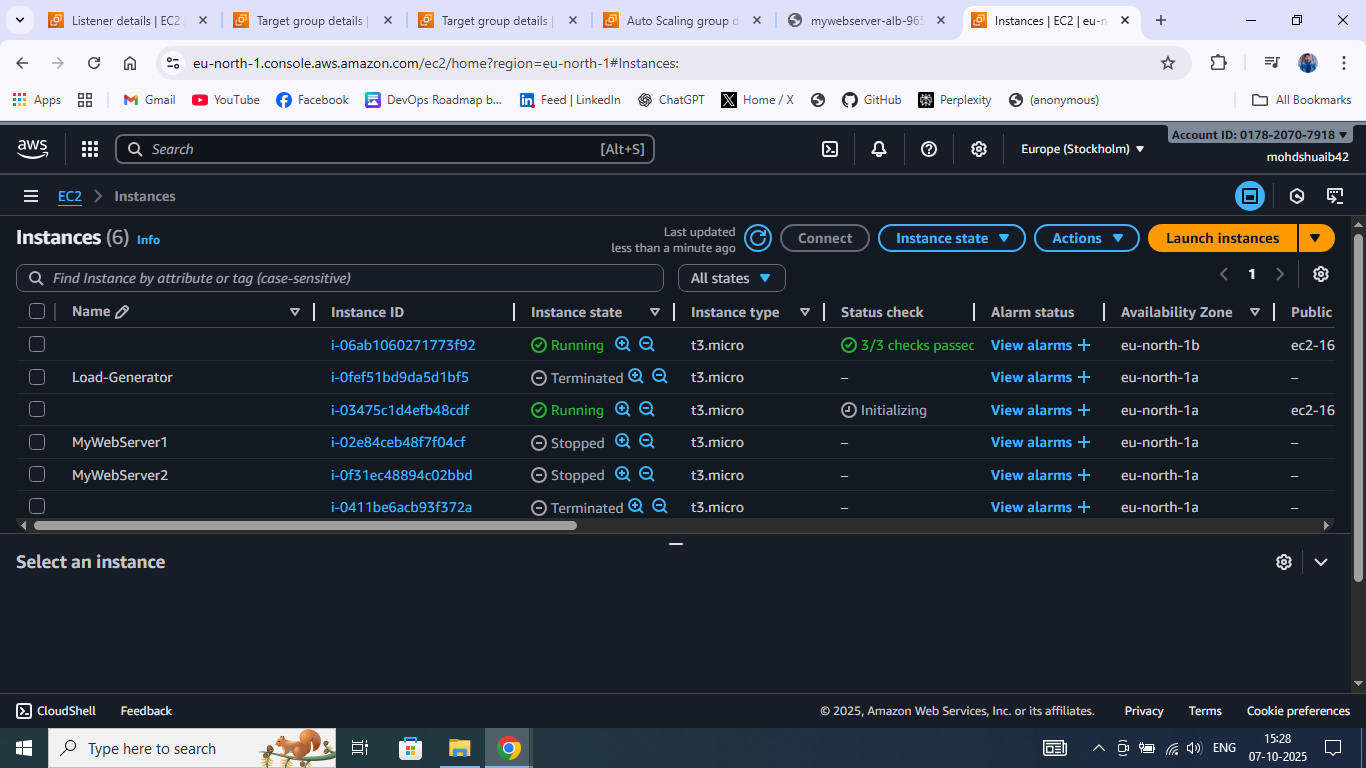 Listener details | EC2 |
Target group details |
Target group details |
Auto Scaling group d
mywebserver-alb-965
Instances | EC2 | eu-n
eu-north-1.console.aws.amazon.com/ec2/home?region=eu-north-1#Instances:
Apps
Gmail
YouTube
Facebook
DevOps Roadmap b...
Feed | LinkedIn
ChatGPT
Home / X
GitHub
Perplexity
(anonymous)
All Bookmarks
aws
Search
[Alt+S]
Europe (Stockholm)
Account ID: 0178-2070-7918
mohdshuaib42
EC2
Instances
Instances (6) Info
Last updated
less than a minute ago
Connect
Instance state
Actions
Launch instances
Find Instance by attribute or tag (case-sensitive)
All states
1
Name Instance ID Instance state Instance type Status check Alarm status Availability Zone Public
i-06ab1060271773f92 Running t3.micro 3/3 checks passec View alarms + eu-north-1b ec2-16
Load-Generator i-0fef51bd9da5d1bf5 Terminated t3.micro – View alarms + eu-north-1a –
i-03475c1d4efb48cdf Running t3.micro Initializing View alarms + eu-north-1a ec2-16
MyWebServer1 i-02e84ceb48f7f04cf Stopped t3.micro – View alarms + eu-north-1a –
MyWebServer2 i-0f31ec48894c02bbd Stopped t3.micro – View alarms + eu-north-1a –
i-0411be6acb93f372a Terminated t3.micro – View alarms + eu-north-1a –
Select an instance
CloudShell
Feedback
© 2025, Amazon Web Services, Inc. or its affiliates.
Privacy
Terms
Cookie preferences
Type here to search
ENG
15:28
07-10-2025